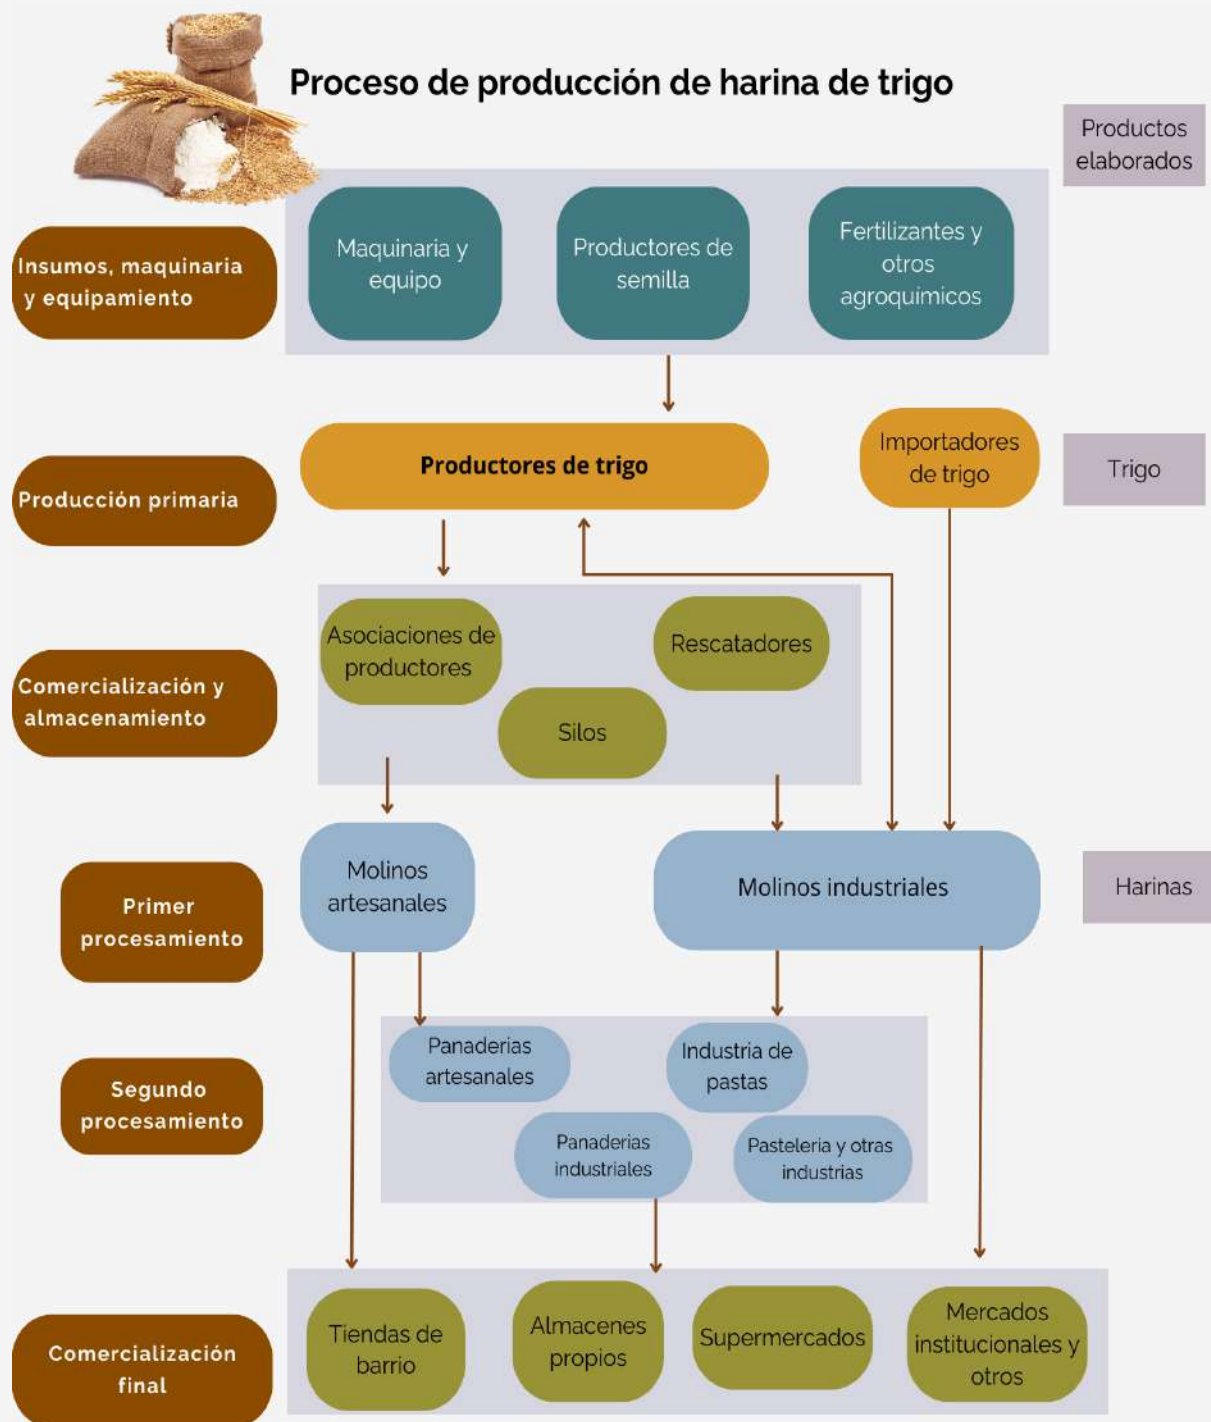 Proceso de producción de harina de trigo
Productos
elaborados
Insumos, maquinaria
y equipamiento
Maquinaria y
equipo
Productores de
semilla
Fertilizantes y
otros
agroquímicos
Producción primaria
Productores de trigo
Importadores
de trigo
Trigo
Comercialización y
almacenamiento
Asociaciones de
productores
Silos
Rescatadores
Primer
procesamiento
Molinos
artesanales
Molinos industriales
Harinas
Segundo
procesamiento
Panaderias
artesanales
Industria de
pastas
Panaderias
industriales
Pasteleria y otras
industrias
Comercialización
final
Tiendas de
barrio
Almacenes
propios
Supermercados
Mercados
institucionales y
otros